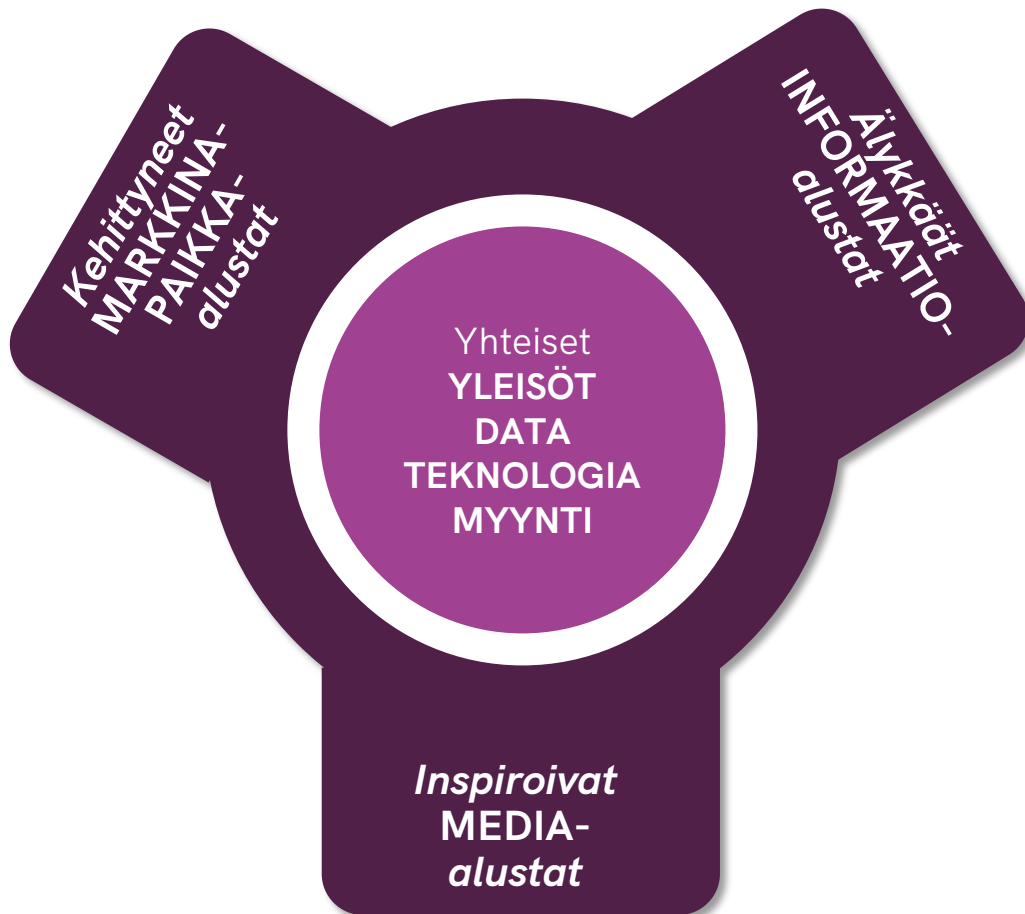 Kehittyneet
MARKKINA-
PAIKKA-
alustat
Älykkäät
INFORMAATIO-
alustat
Yhteiset
YLEISÖT
DATA
TEKNOLOGIA
MYYNTI
Inspiroivat
MEDIA-
alustat